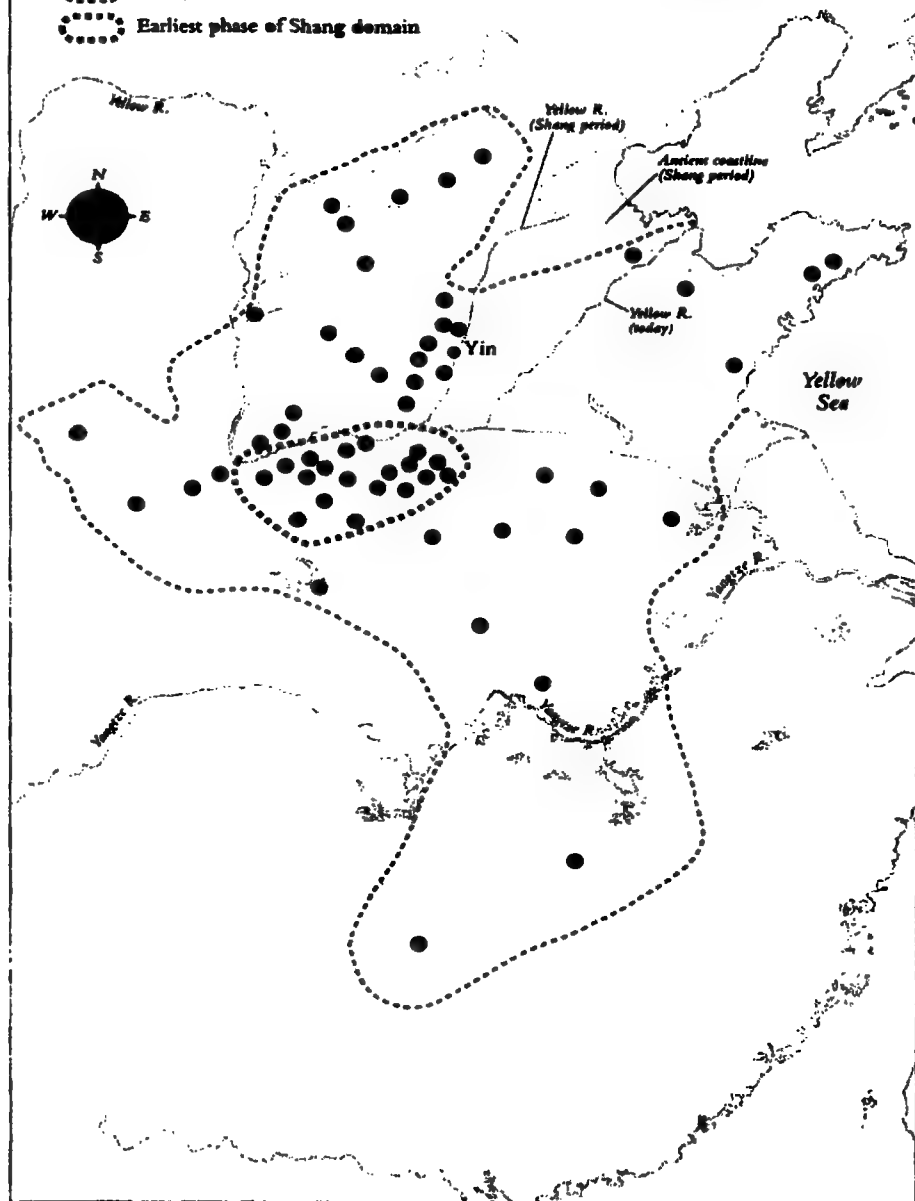 Earliest phase of Shang domain
Yellow R.
Yellow R.
(Shang period)
Ancient coastline
(Shang period)
N
W
E
S
Yellow R.
(today)
Yin
Yellow
Sea
Yangtze R.
Yangtze R.
Yangtze R.